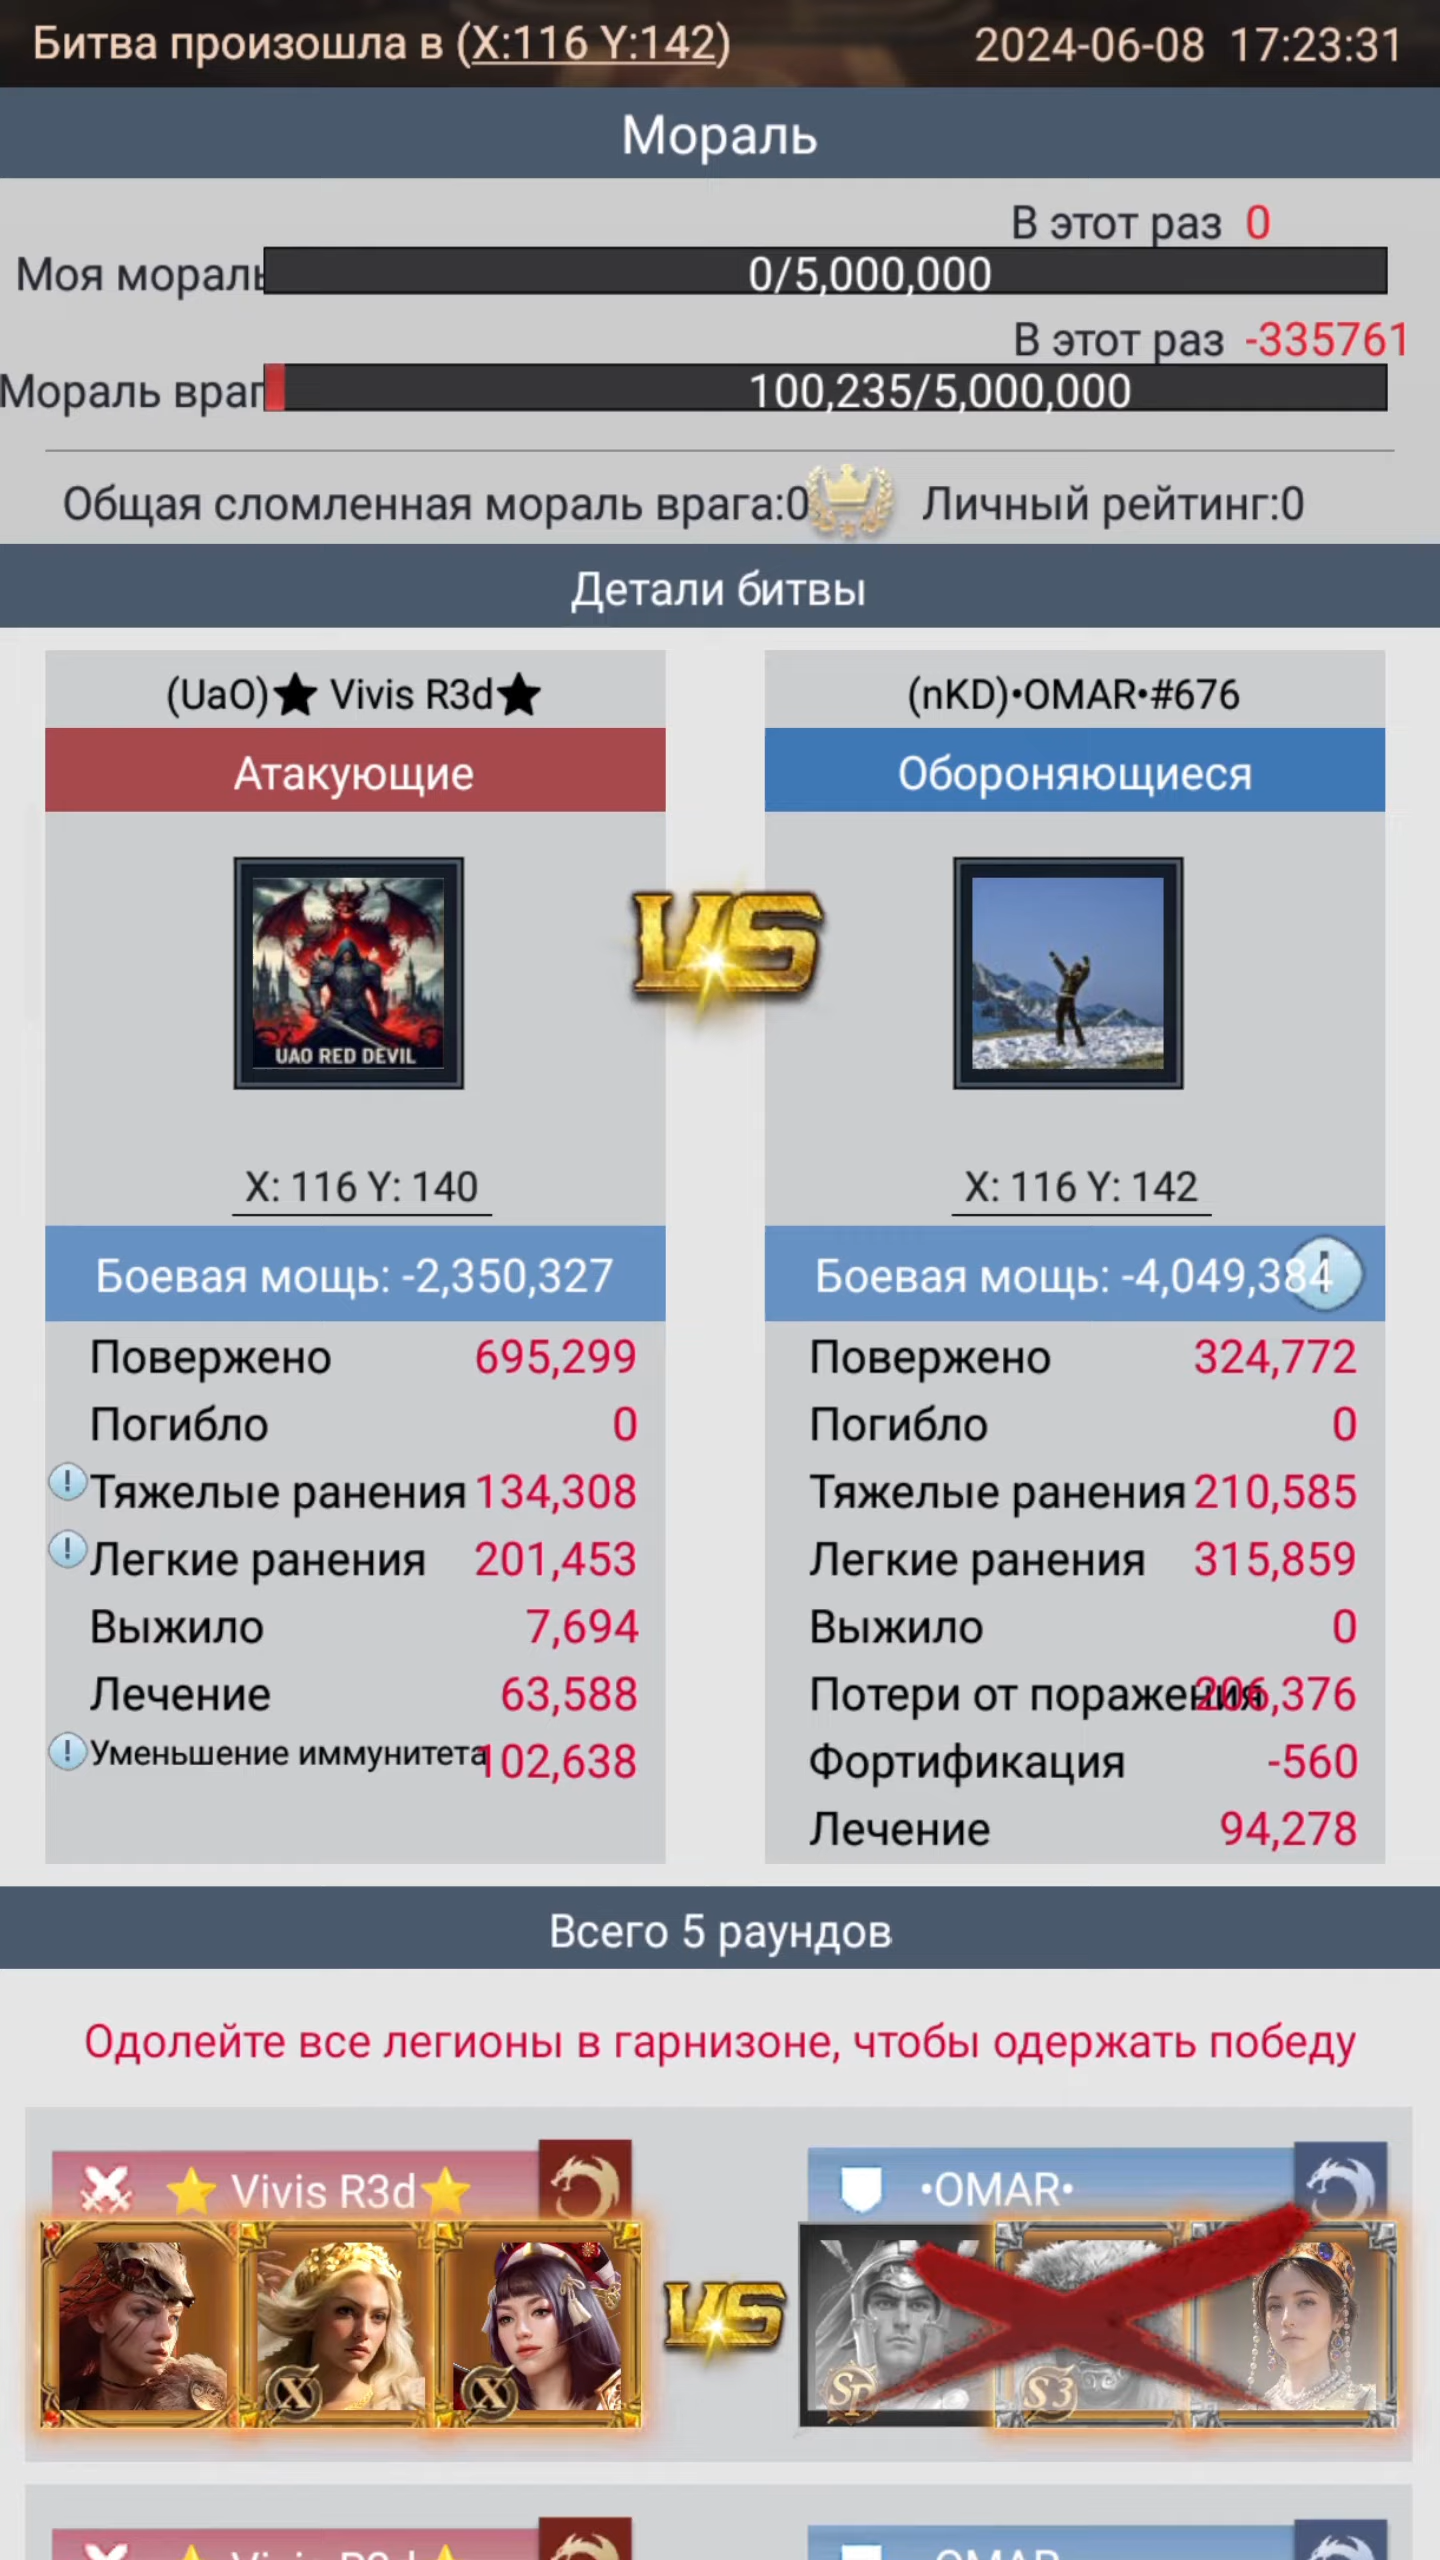 Битва произошла в (X:116 Y:142) 2024-06-08 17:23:31
Мораль
В этот раз 0
Моя мораль 0/5,000,000
В этот раз -335761
Мораль враг 100,235/5,000,000
Общая сломленная мораль врага:0 Личный рейтинг:0
Детали битвы
(UaO)★ Vivis R3d★ (nKD)•OMAR•#676
Атакующие Обороняющиеся
VS
UAO RED DEVIL
X: 116 Y: 140 X: 116 Y: 142
Боевая мощь: -2,350,327 Боевая мощь: -4,049,384
Повержено 695,299 Повержено 324,772
Погибло 0 Погибло 0
Тяжелые ранения 134,308 Тяжелые ранения 210,585
Легкие ранения 201,453 Легкие ранения 315,859
Выжило 7,694 Выжило 0
Лечение 63,588 Потери от поражения 206,376
Уменьшение иммунитета 102,638 Фортификация -560
Лечение 94,278
Всего 5 раундов
Одолейте все легионы в гарнизоне, чтобы одержать победу
⭐ Vivis R3d⭐ •OMAR•
VS
X X SP S3